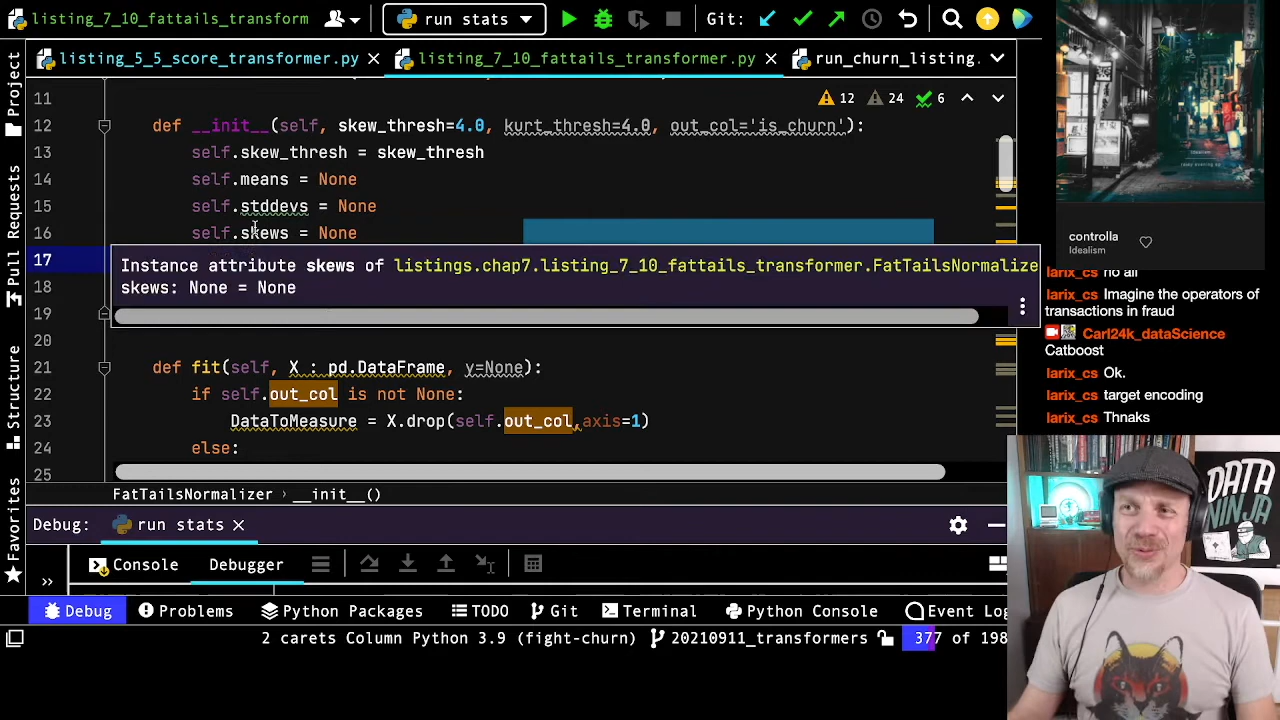 listing_7_10_fattails_transform
run stats
Git:
listing_5_5_score_transformer.py
listing_7_10_fattails_transformer.py
run_churn_listing.
Project
Pull Requests
Structure
Favorites
11
12 24 6
12 def __init__(self, skew_thresh=4.0, kurt_thresh=4.0, out_col='is_churn'):
13 self.skew_thresh = skew_thresh
14 self.means = None
15 self.stddevs = None
16 self.skews = None
17
Instance attribute skews of listings.chap7.listing_7_10_fattails_transformer.FatTailsNormalize
18
skews: None = None
19
20
21 def fit(self, X : pd.DataFrame, y=None):
22 if self.out_col is not None:
23 DataToMeasure = X.drop(self.out_col,axis=1)
24 else:
25
FatTailsNormalizer › __init__()
Debug: run stats
Console Debugger
»
Debug Problems Python Packages TODO Git Terminal Python Console Event Log
2 carets Column Python 3.9 (fight-churn) 20210911_transformers 377 of 198
Idealism
controlla
Idealism
larix_cs no all
larix_cs Imagine the operators of
transactions in fraud
Carl24k_dataScience
Catboost
larix_cs Ok.
larix_cs target encoding
larix_cs Thnaks
DATA
NINJA